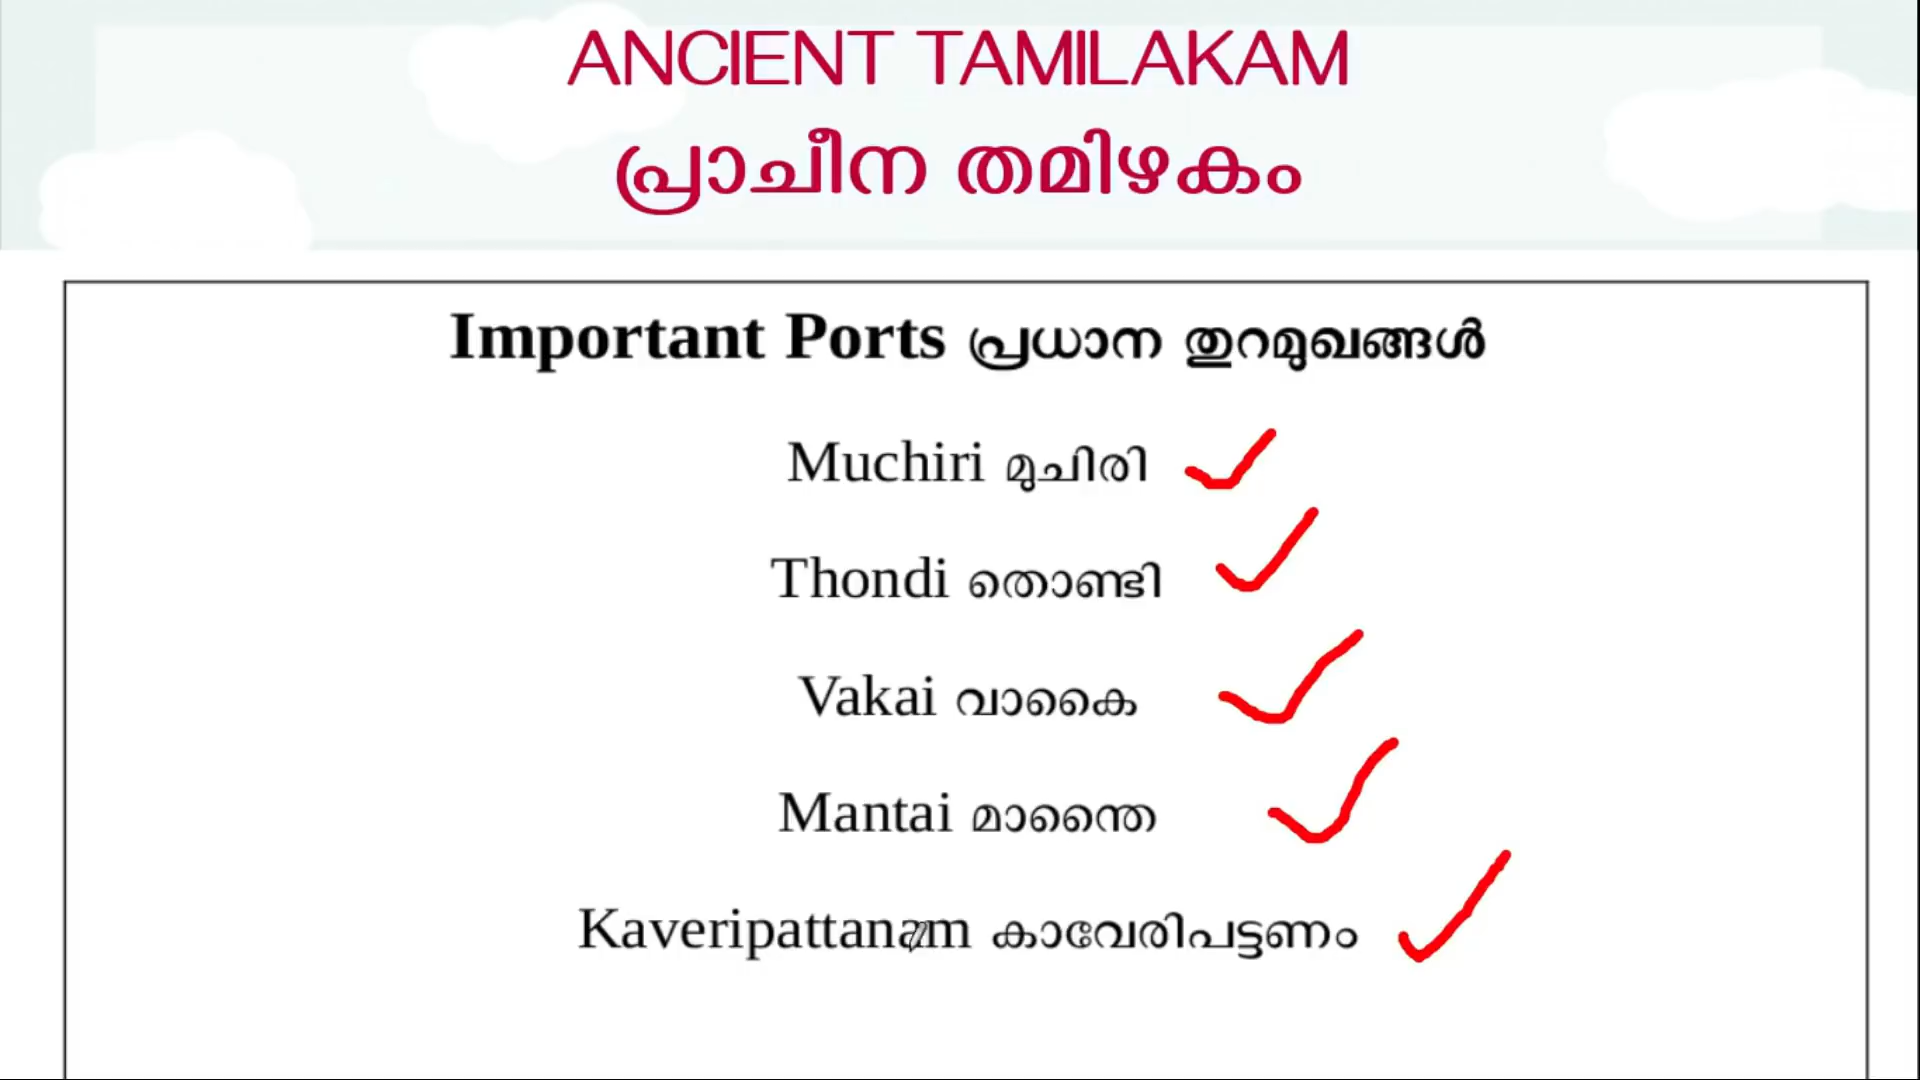 ANCIENT TAMILAKAM
പ്രാചീന തമിഴകം
Important Ports പ്രധാന തുറമുഖങ്ങൾ
Muchiri മുചിരി
Thondi തൊണ്ടി
Vakai വാകൈ
Mantai മാന്തൈ
Kaveripattanam കാവേരിപട്ടണം